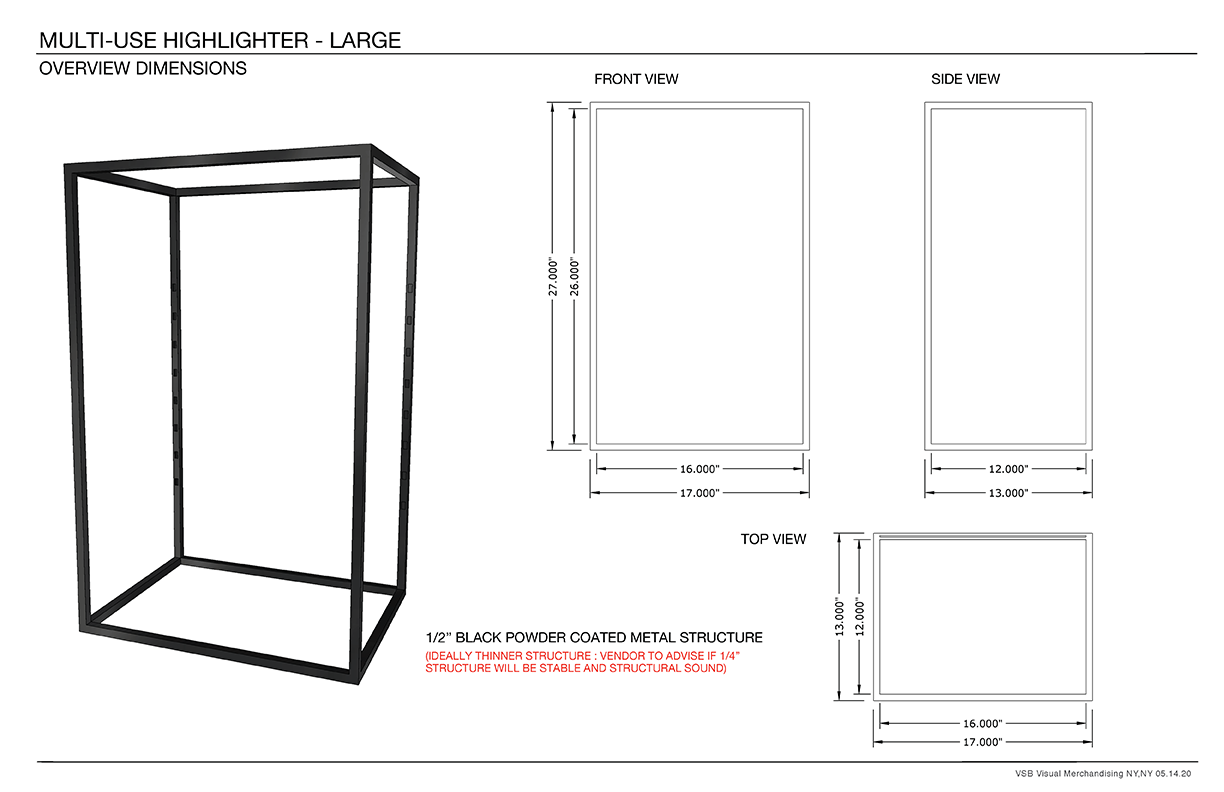 MULTI-USE HIGHLIGHTER - LARGE
OVERVIEW DIMENSIONS
FRONT VIEW
SIDE VIEW
27.000"
26.000"
16.000"
17.000"
12.000"
13.000"
TOP VIEW
13.000"
12.000"
16.000"
17.000"
1/2” BLACK POWDER COATED METAL STRUCTURE
(IDEALLY THINNER STRUCTURE : VENDOR TO ADVISE IF 1/4”
STRUCTURE WILL BE STABLE AND STRUCTURAL SOUND)
VSB Visual Merchandising NY,NY 05.14.20